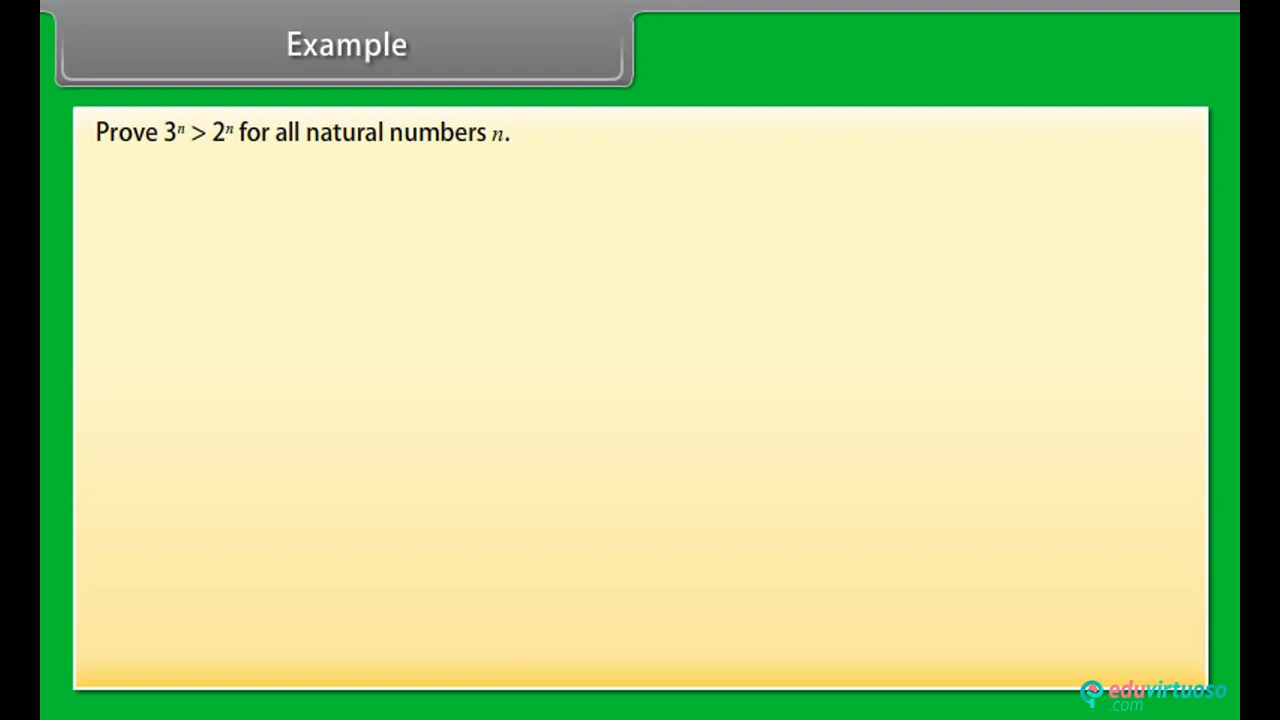 Example
Prove 3ⁿ > 2ⁿ for all natural numbers n.
eduvirtuoso
.com